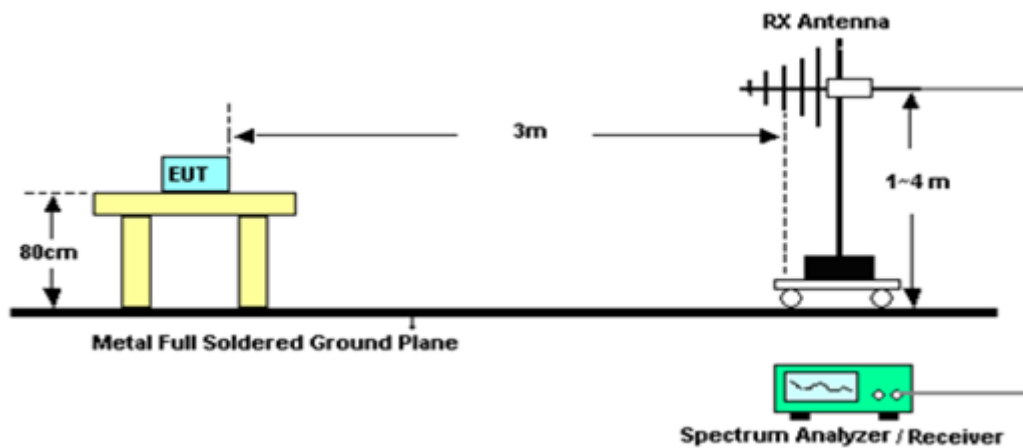 RX Antenna
3m
EUT
1~4 m
80cm
Metal Full Soldered Ground Plane
Spectrum Analyzer / Receiver